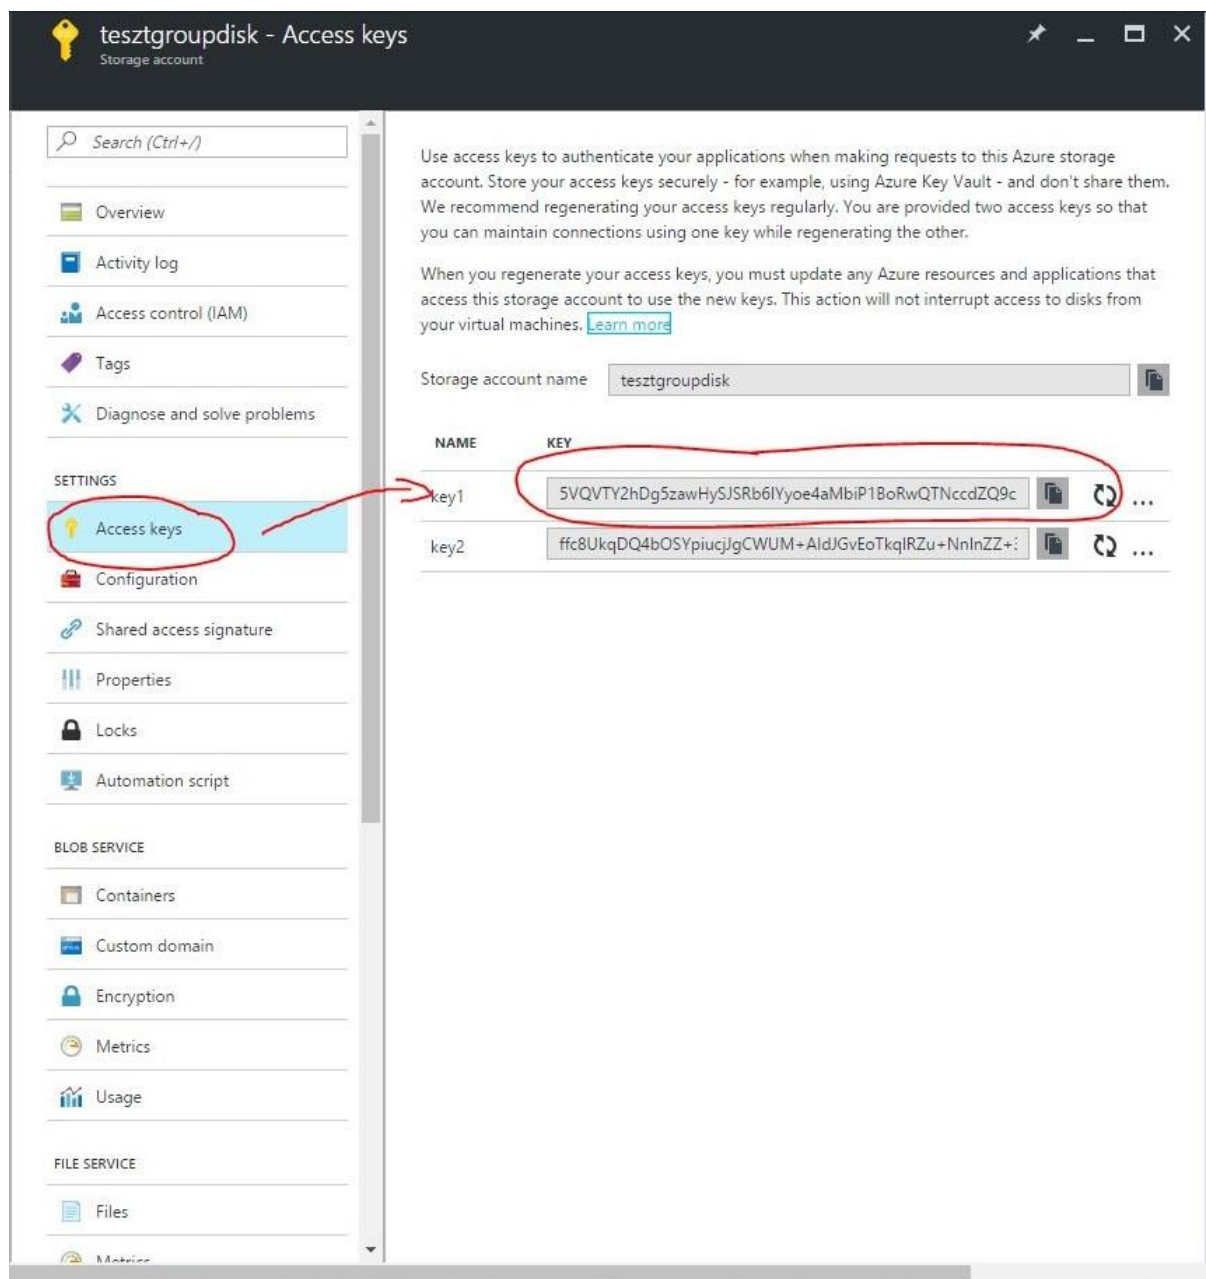 tesztgroupdisk - Access keys
Storage account
Search (Ctrl+/)
Overview
Activity log
Access control (IAM)
Tags
Diagnose and solve problems
SETTINGS
Access keys
Configuration
Shared access signature
Properties
Locks
Automation script
BLOB SERVICE
Containers
Custom domain
Encryption
Metrics
Usage
FILE SERVICE
Files
Metrics
Use access keys to authenticate your applications when making requests to this Azure storage
account. Store your access keys securely - for example, using Azure Key Vault - and don't share them.
We recommend regenerating your access keys regularly. You are provided two access keys so that
you can maintain connections using one key while regenerating the other.
When you regenerate your access keys, you must update any Azure resources and applications that
access this storage account to use the new keys. This action will not interrupt access to disks from
your virtual machines. Learn more
Storage account name tesztgroupdisk
NAME KEY
key1 ...
key2 ...